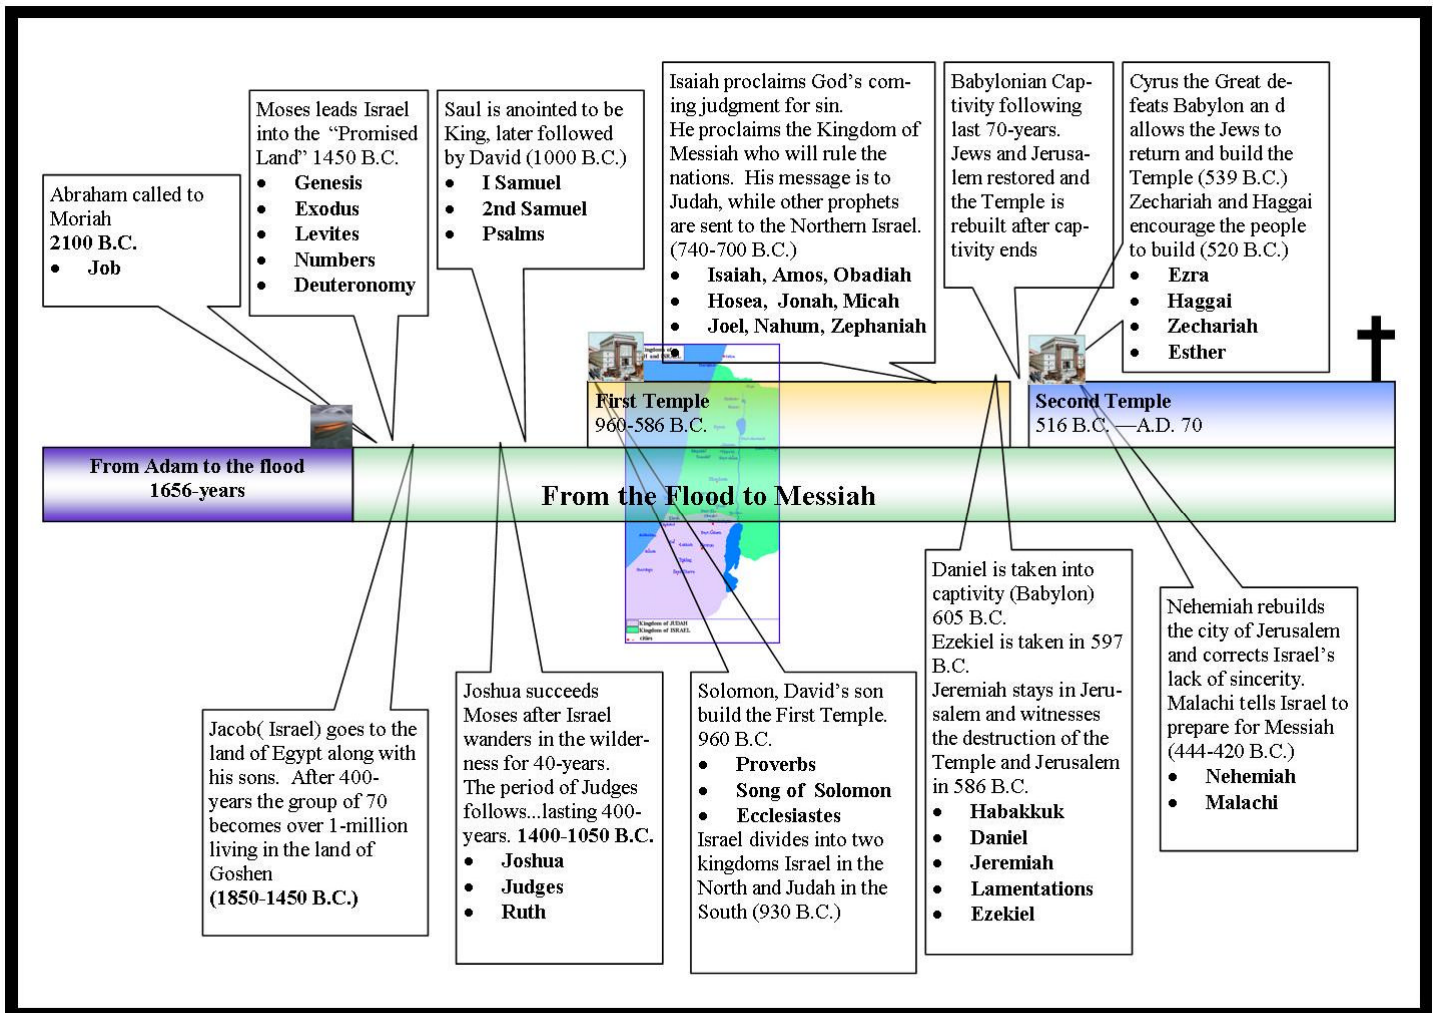 Abraham called to
Moriah
2100 B.C.
• Job
Moses leads Israel
into the “Promised
Land” 1450 B.C.
• Genesis
• Exodus
• Levites
• Numbers
• Deuteronomy
Saul is anointed to be
King, later followed
by David (1000 B.C.)
• I Samuel
• 2nd Samuel
• Psalms
Isaiah proclaims God’s com-
ing judgment for sin.
He proclaims the Kingdom of
Messiah who will rule the
nations. His message is to
Judah, while other prophets
are sent to the Northern Israel.
(740-700 B.C.)
• Isaiah, Amos, Obadiah
• Hosea, Jonah, Micah
• Joel, Nahum, Zephaniah
•
Babylonian Cap-
tivity following
last 70-years.
Jews and Jerusa-
lem restored and
the Temple is
rebuilt after cap-
tivity ends
Cyrus the Great de-
feats Babylon an d
allows the Jews to
return and build the
Temple (539 B.C.)
Zechariah and Haggai
encourage the people
to build (520 B.C.)
• Ezra
• Haggai
• Zechariah
• Esther
First Temple
960-586 B.C.
Second Temple
516 B.C. —A.D. 70
From Adam to the flood
1656-years
From the Flood to Messiah
Kingdom of JUDAH
Kingdom of ISRAEL
cities
Jacob( Israel) goes to the
land of Egypt along with
his sons. After 400-
years the group of 70
becomes over 1-million
living in the land of
Goshen
(1850-1450 B.C.)
Joshua succeeds
Moses after Israel
wanders in the wilder-
ness for 40-years.
The period of Judges
follows...lasting 400-
years. 1400-1050 B.C.
• Joshua
• Judges
• Ruth
Solomon, David’s son
build the First Temple.
960 B.C.
• Proverbs
• Song of Solomon
• Ecclesiastes
Israel divides into two
kingdoms Israel in the
North and Judah in the
South (930 B.C.)
Daniel is taken into
captivity (Babylon)
605 B.C.
Ezekiel is taken in 597
B.C.
Jeremiah stays in Jeru-
salem and witnesses
the destruction of the
Temple and Jerusalem
in 586 B.C.
• Habakkuk
• Daniel
• Jeremiah
• Lamentations
• Ezekiel
Nehemiah rebuilds
the city of Jerusalem
and corrects Israel’s
lack of sincerity.
Malachi tells Israel to
prepare for Messiah
(444-420 B.C.)
• Nehemiah
• Malachi